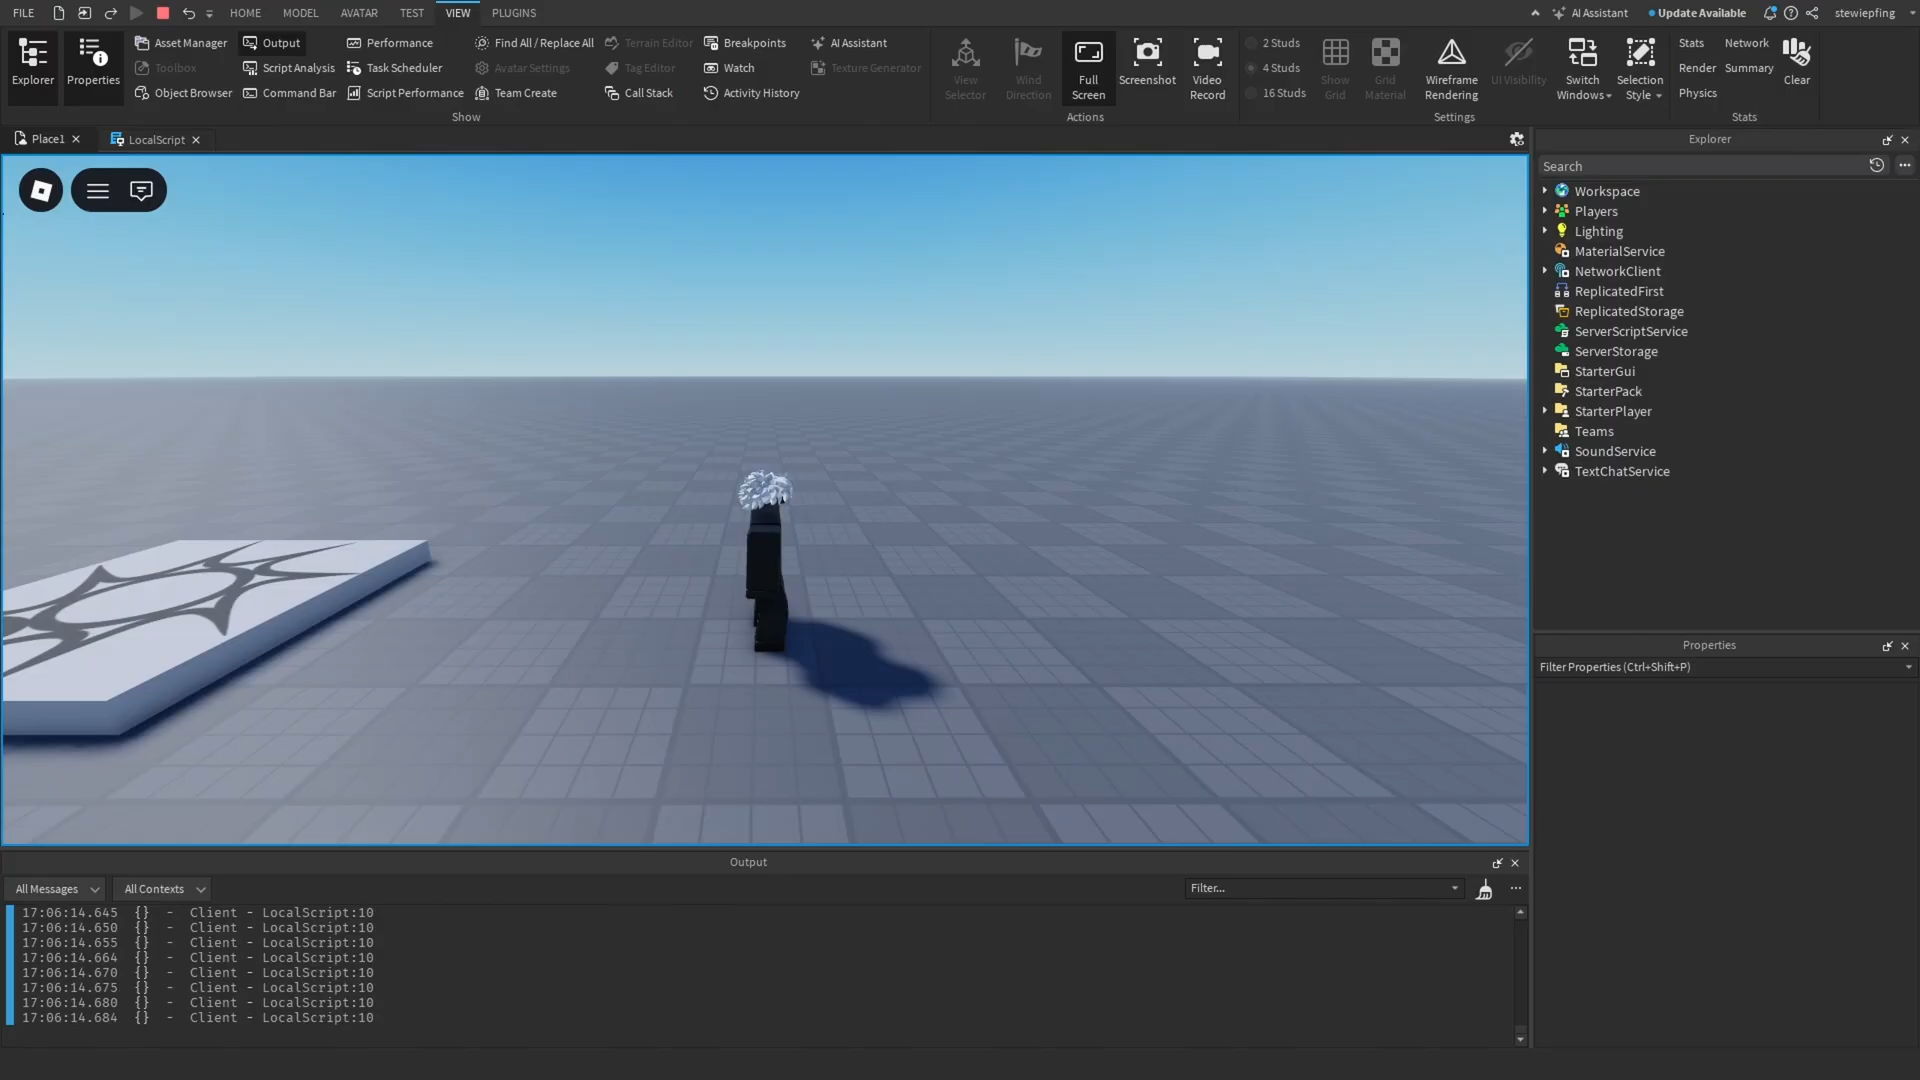 FILE HOME MODEL AVATAR TEST VIEW PLUGINS AI Assistant Update Available stewiepfing
Explorer
Properties
Asset Manager
Toolbox
Object Browser
Output
Script Analysis
Command Bar
Performance
Task Scheduler
Script Performance
Find All / Replace All
Avatar Settings
Team Create
Terrain Editor
Tag Editor
Call Stack
Breakpoints
Watch
Activity History
AI Assistant
Texture Generator
Show
View
Selector
Wind
Direction
Full
Screen
Screenshot
Video
Record
Actions
2 Studs
4 Studs
16 Studs
Show
Grid
Grid
Material
Wireframe
Rendering
UI Visibility
Switch
Windows
Selection
Style
Settings
Stats
Render
Physics
Network
Summary
Clear
Stats
Place1
LocalScript
Explorer
Search
Workspace
Players
Lighting
MaterialService
NetworkClient
ReplicatedFirst
ReplicatedStorage
ServerScriptService
ServerStorage
StarterGui
StarterPack
StarterPlayer
Teams
SoundService
TextChatService
Properties
Filter Properties (Ctrl+Shift+P)
Output
All Messages All Contexts Filter...
17:06:14.645 {} - Client - LocalScript:10
17:06:14.650 {} - Client - LocalScript:10
17:06:14.655 {} - Client - LocalScript:10
17:06:14.664 {} - Client - LocalScript:10
17:06:14.670 {} - Client - LocalScript:10
17:06:14.675 {} - Client - LocalScript:10
17:06:14.680 {} - Client - LocalScript:10
17:06:14.684 {} - Client - LocalScript:10